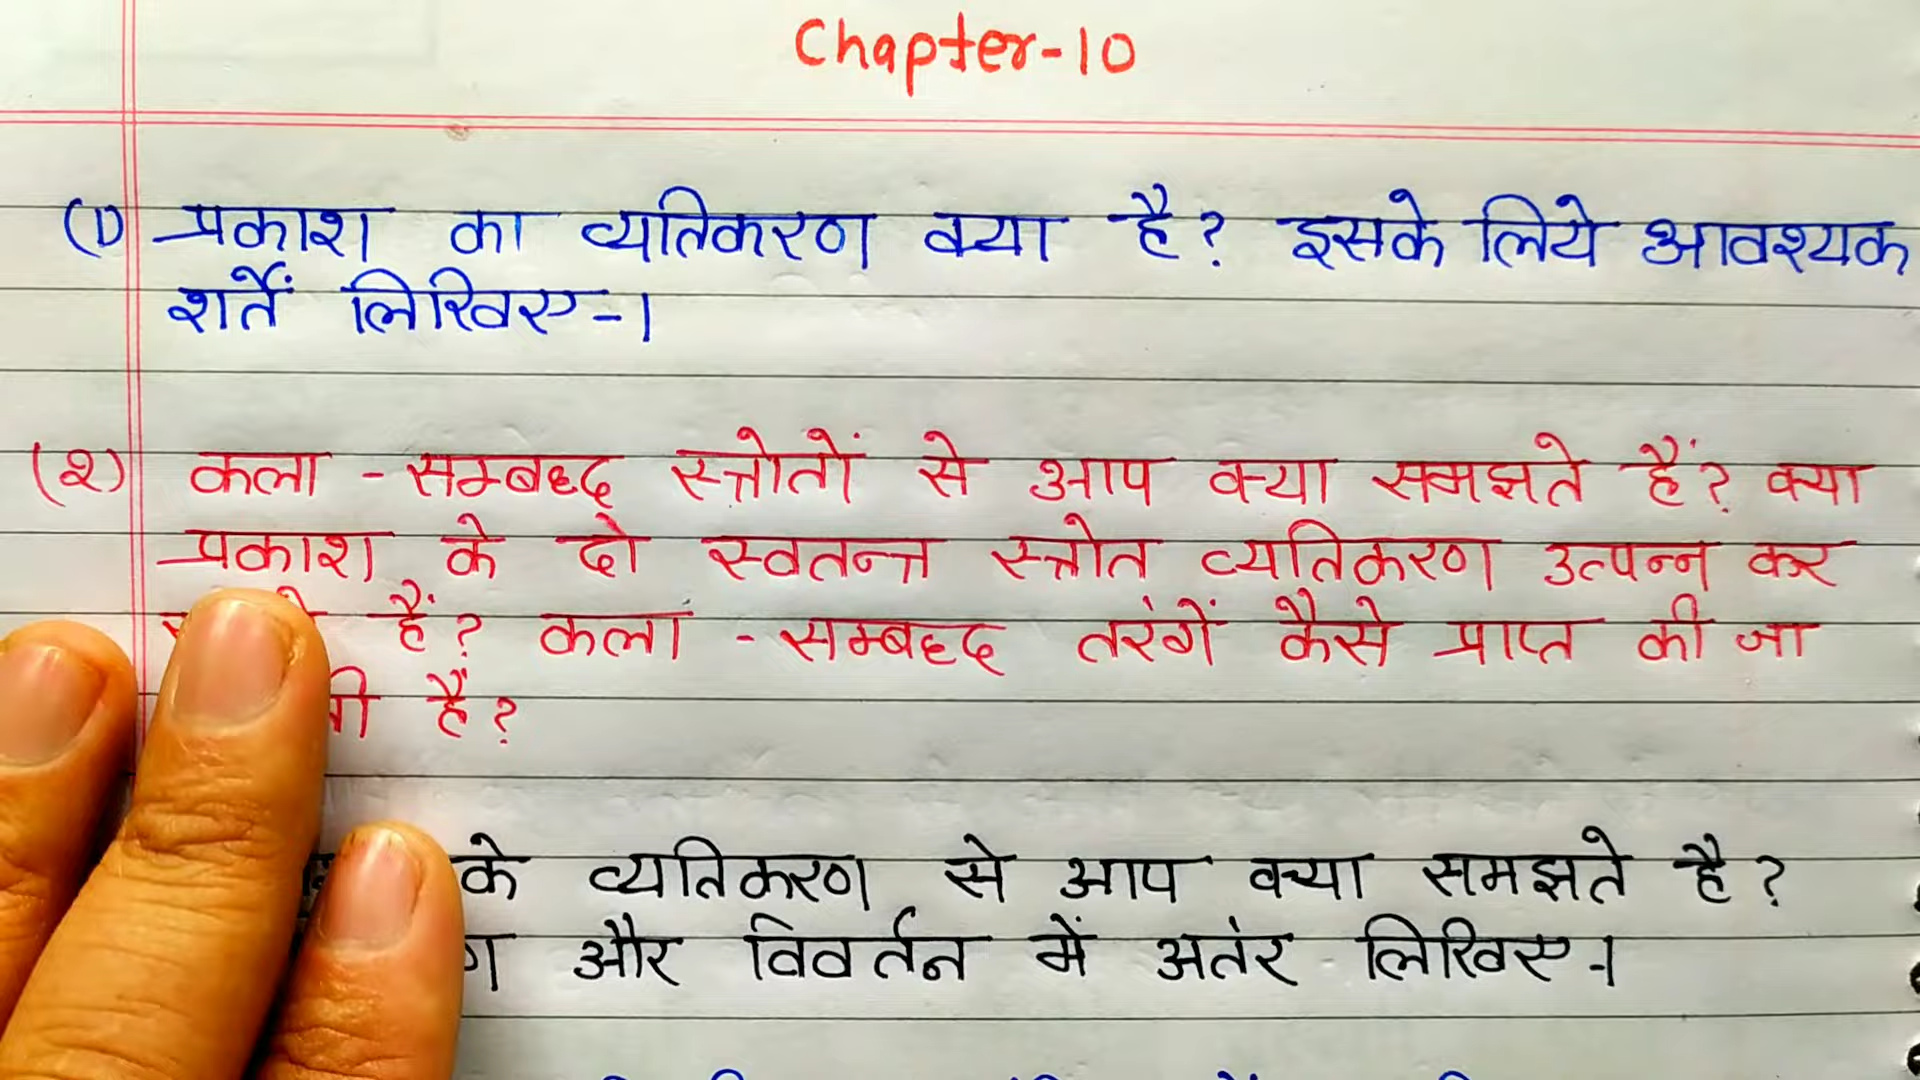 Chapter-10
(1) प्रकाश का व्यतिकरण क्या है? इसके लिये आवश्यक
शर्तें लिखिए-।
(2) कला - सम्बद्ध स्त्रोतों से आप क्या समझते हैं? क्या
प्रकाश के दो स्वतन्त्र स्त्रोत व्यतिकरण उत्पन्न कर
हैं? कला - सम्बद्ध तरंगें कैसे प्राप्त की जा
है?
के व्यतिकरण से आप क्या समझते है?
और विवर्तन में अतंर लिखिए-।